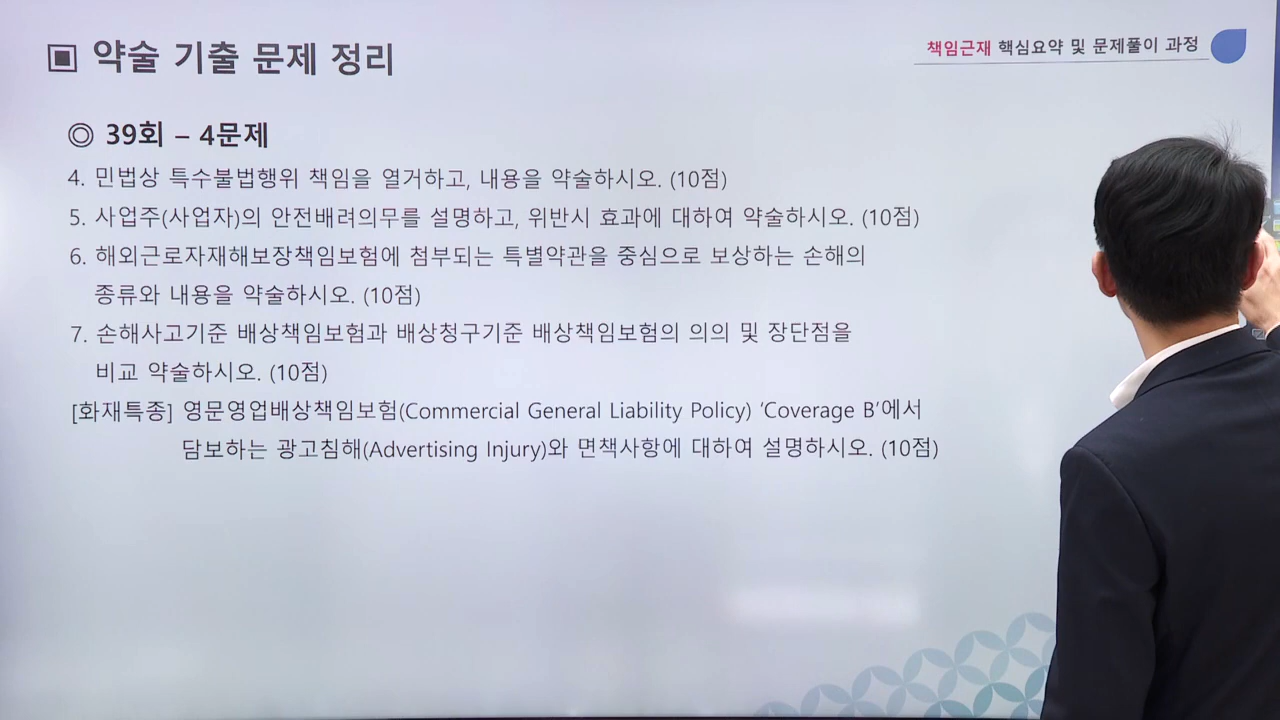 ▣ 약술 기출 문제 정리
책임근재 핵심요약 및 문제풀이 과정
◎ 39회 – 4문제
4. 민법상 특수불법행위 책임을 열거하고, 내용을 약술하시오. (10점)
5. 사업주(사업자)의 안전배려의무를 설명하고, 위반시 효과에 대하여 약술하시오. (10점)
6. 해외근로자재해보장책임보험에 첨부되는 특별약관을 중심으로 보상하는 손해의
종류와 내용을 약술하시오. (10점)
7. 손해사고기준 배상책임보험과 배상청구기준 배상책임보험의 의의 및 장단점을
비교 약술하시오. (10점)
[화재특종] 영문영업배상책임보험(Commercial General Liability Policy) ‘Coverage B’에서
담보하는 광고침해(Advertising Injury)와 면책사항에 대하여 설명하시오. (10점)